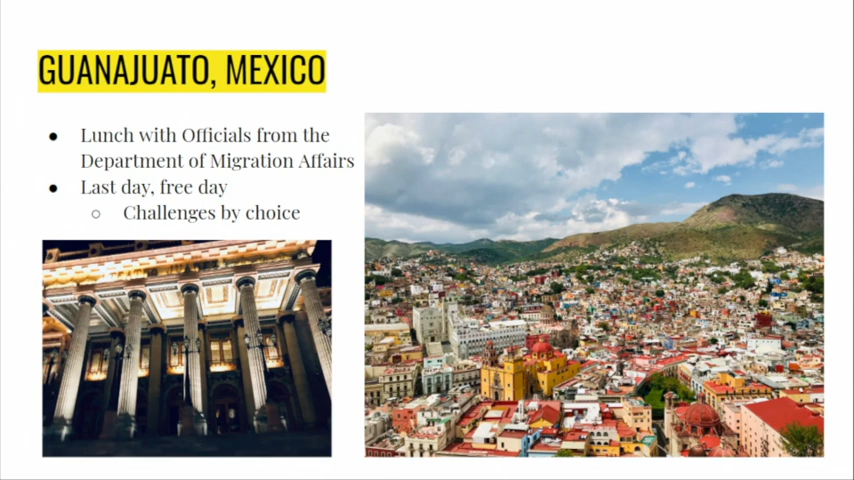 GUANAJUATO, MEXICO
● Lunch with Officials from the
Department of Migration Affairs
● Last day, free day
○ Challenges by choice